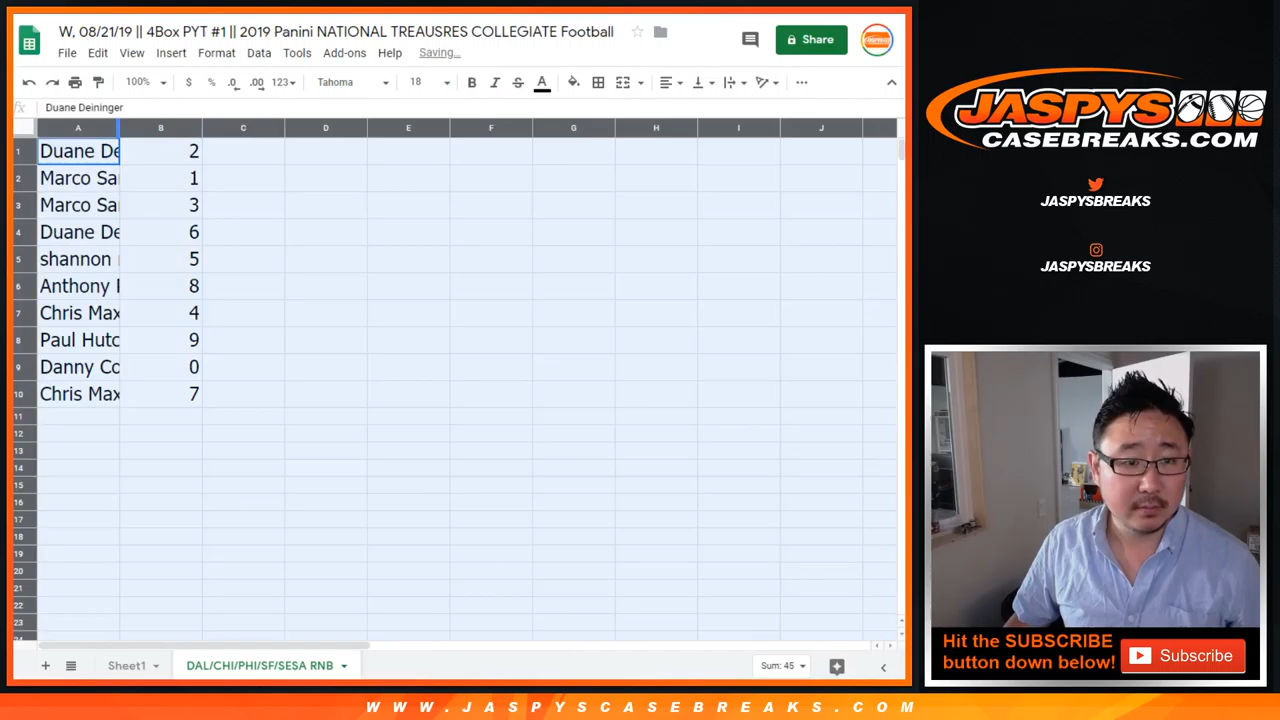 W, 08/21/19 || 4Box PYT #1 || 2019 Panini NATIONAL TREAUSRES COLLEGIATE Football
File Edit View Insert Format Data Tools Add-ons Help Saving...
Share
100% $ % .0 .00 123 Tahoma 18 B I S A
fx Duane Deininger
A B C D E F G H I J
1 Duane De 2
2 Marco Sa 1
3 Marco Sa 3
4 Duane De 6
5 shannon 5
6 Anthony 8
7 Chris Max 4
8 Paul Hutc 9
9 Danny Co 0
10 Chris Max 7
11
12
13
14
15
16
17
18
19
20
21
22
23
Sheet1 DAL/CHI/PHI/SF/SESA RNB Sum: 45
JASPYS
CASEBREAKS.COM
JASPYSBREAKS
JASPYSBREAKS
Hit the SUBSCRIBE
button down below!
Subscribe
WWW.JASPYSCASEBREAKS.COM